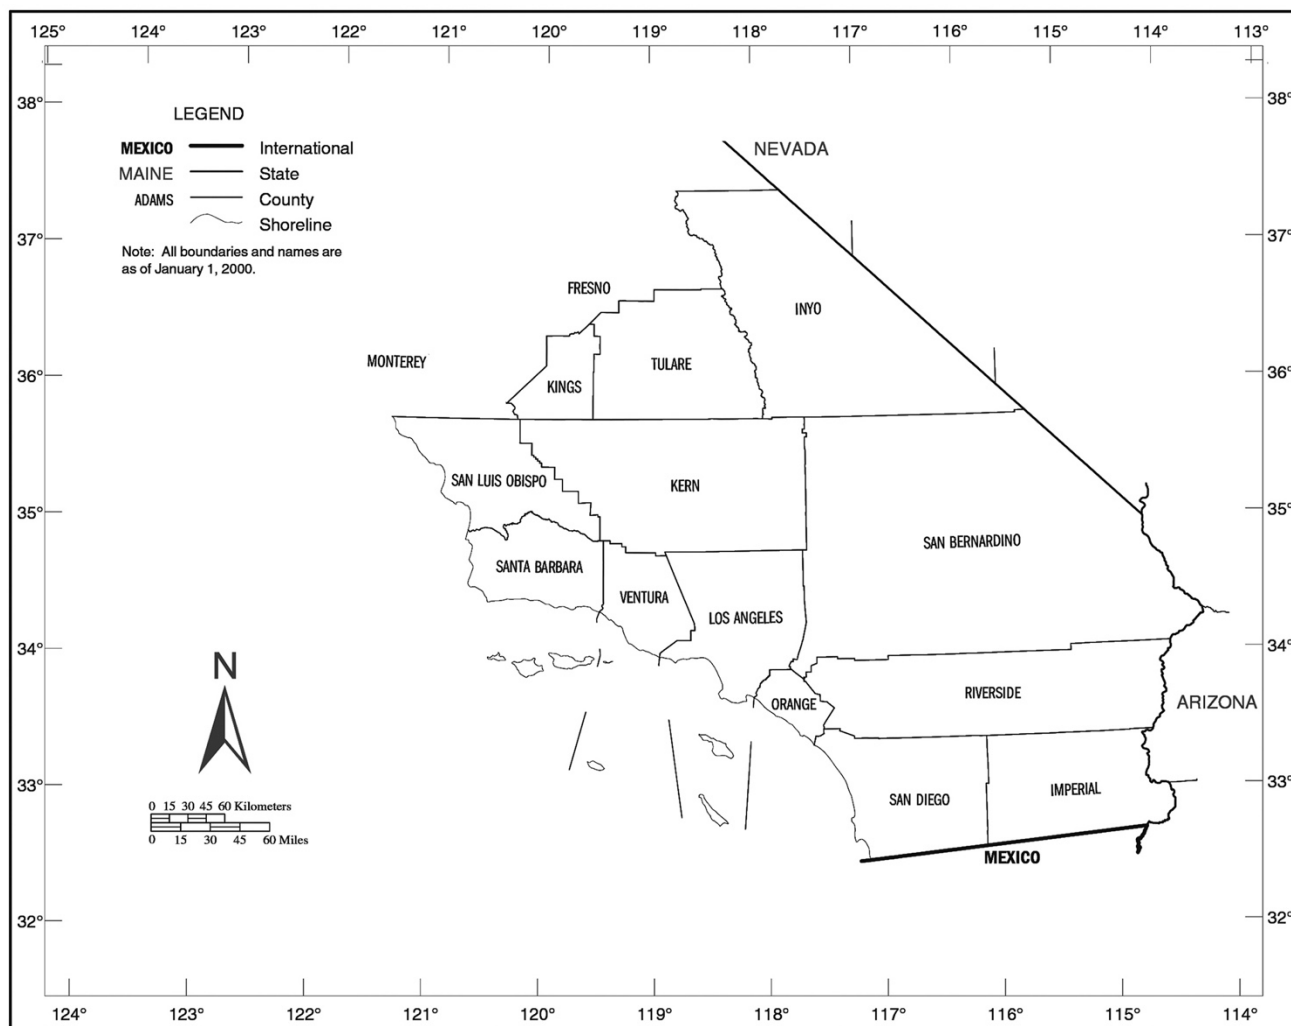 125° 124° 123° 122° 121° 120° 119° 118° 117° 116° 115° 114° 113°
38° 38°
LEGEND
MEXICO International
MAINE State
ADAMS County
Shoreline
Note: All boundaries and names are
as of January 1, 2000.
NEVADA
37° 37°
FRESNO
INYO
MONTEREY
TULARE
36° 36°
KINGS
SAN LUIS OBISPO
KERN
35° 35°
SAN BERNARDINO
SANTA BARBARA
VENTURA
LOS ANGELES
34° 34°
N
RIVERSIDE
ORANGE
ARIZONA
33° 33°
SAN DIEGO
IMPERIAL
0 15 30 45 60 Kilometers
0 15 30 45 60 Miles
MEXICO
32° 32°
124° 123° 122° 121° 120° 119° 118° 117° 116° 115° 114°